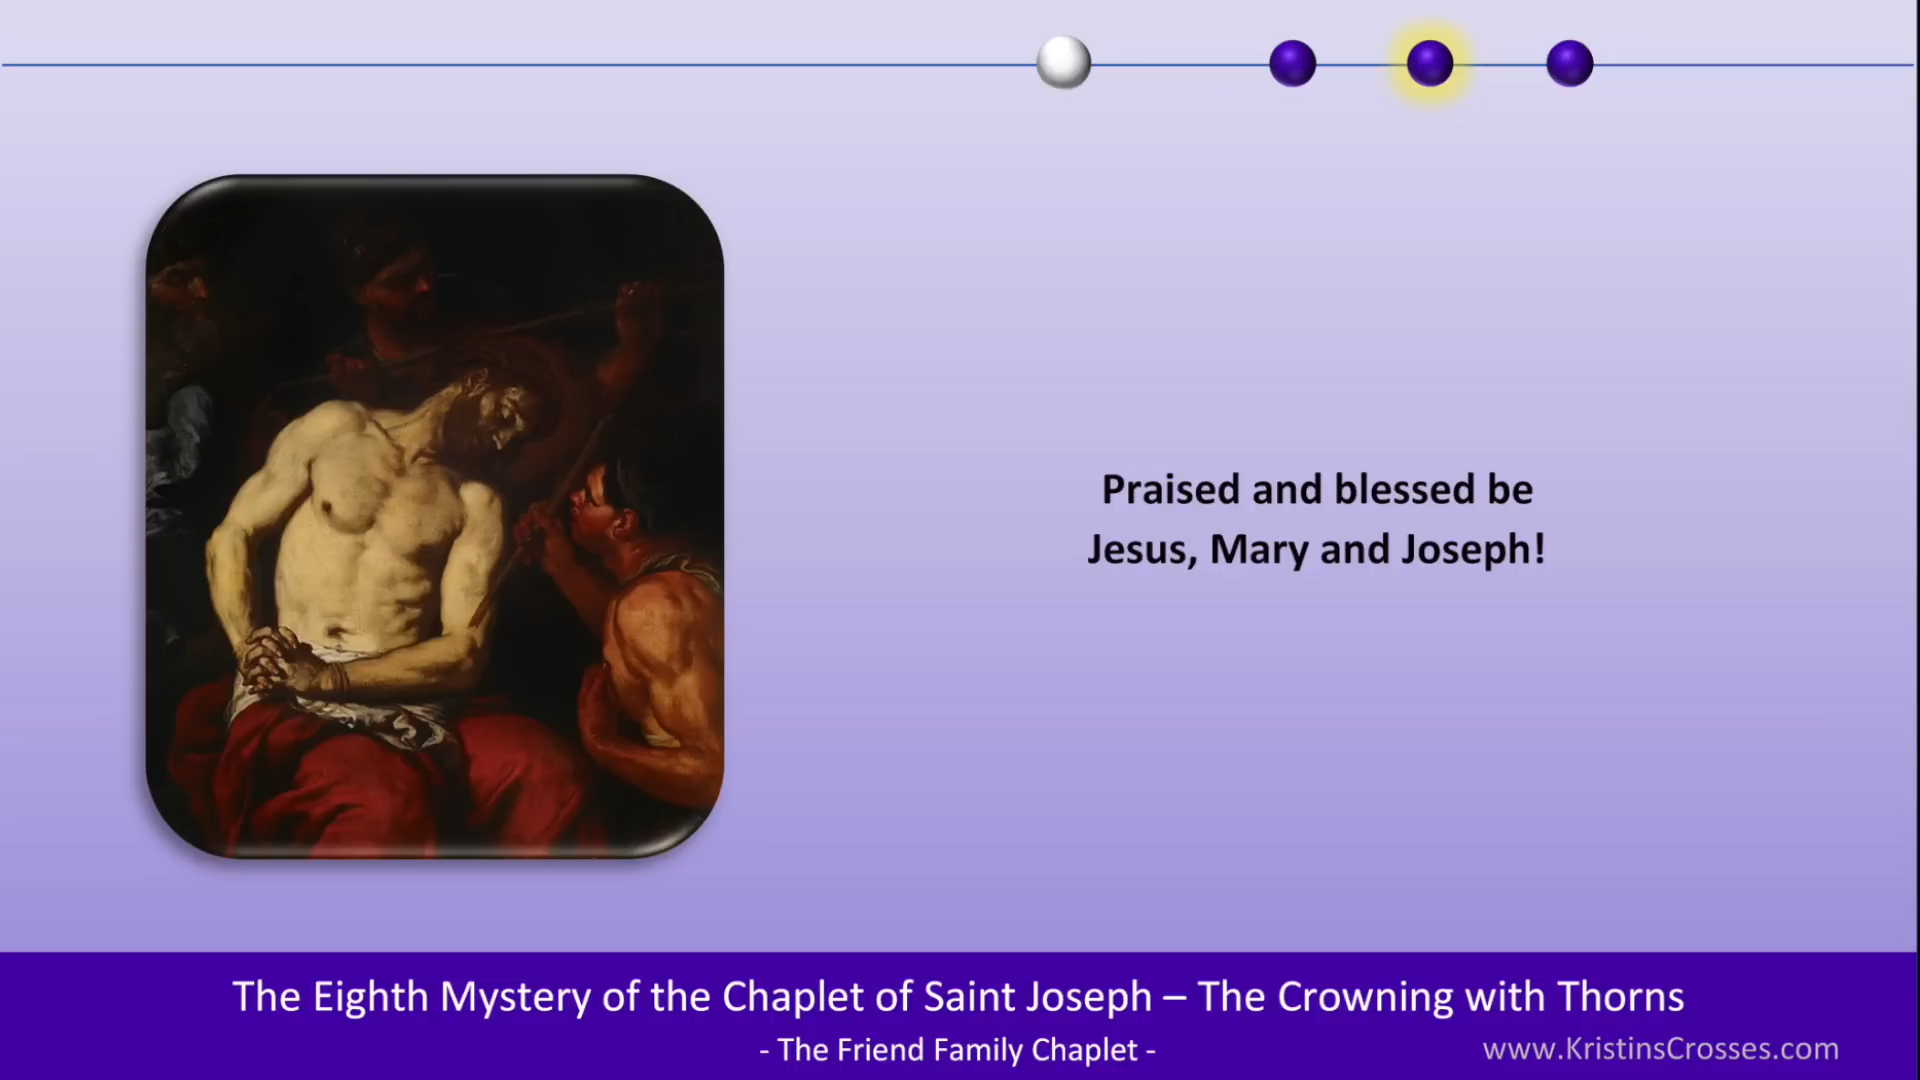 Praised and blessed be
Jesus, Mary and Joseph!
The Eighth Mystery of the Chaplet of Saint Joseph – The Crowning with Thorns
- The Friend Family Chaplet -
www.KristinsCrosses.com